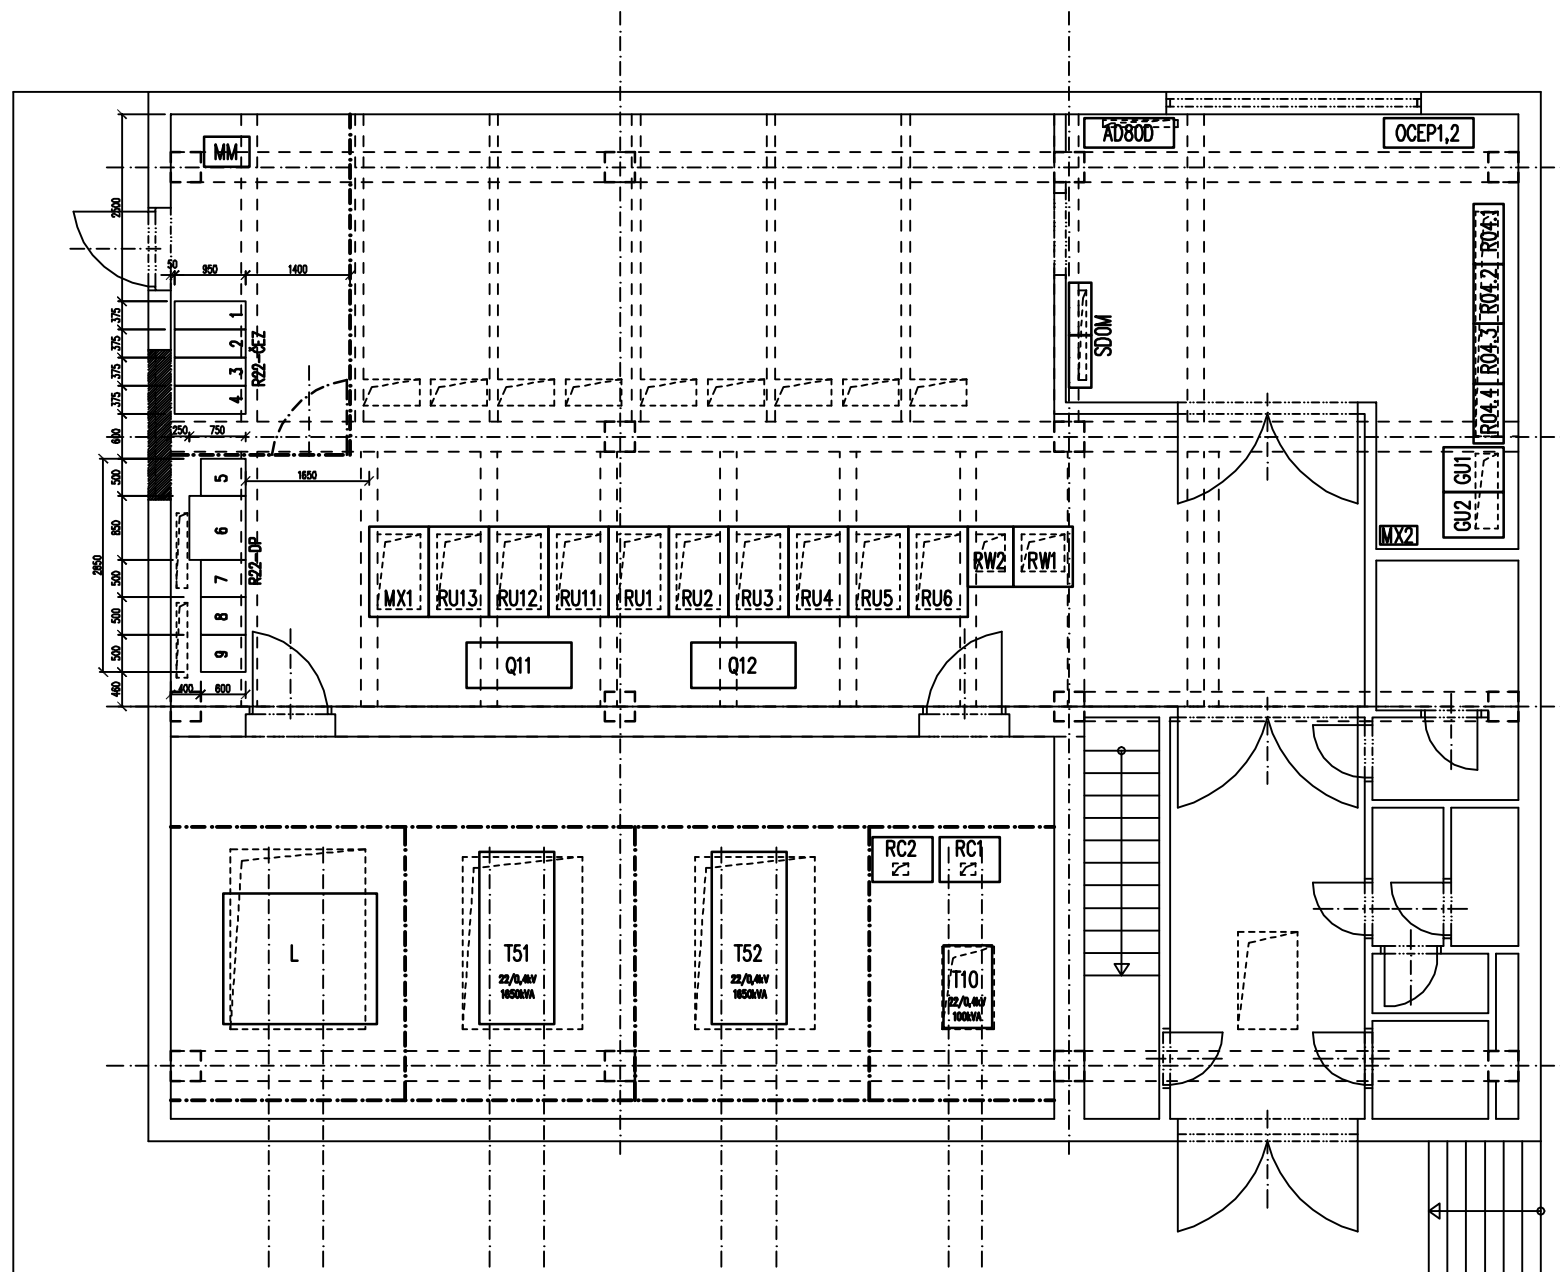 MM
AD80D
OCEP1,2
2500
50
950
1400
375
375
375
375
600
1
2
3
4
R22-ČEZ
SDOM
R04.1
R04.2
R04.3
R04.4
250
750
1650
GU1
GU2
MX2
500
850
500
500
500
460
2850
5
6
7
8
9
R22-DP
MX1
RU13
RU12
RU11
RU1
RU2
RU3
RU4
RU5
RU6
RW2
RW1
Q11
Q12
400
600
RC2
RC1
L
T51
22/0,4kV
1650kVA
T52
22/0,4kV
1650kVA
T10
22/0,4kV
100kVA